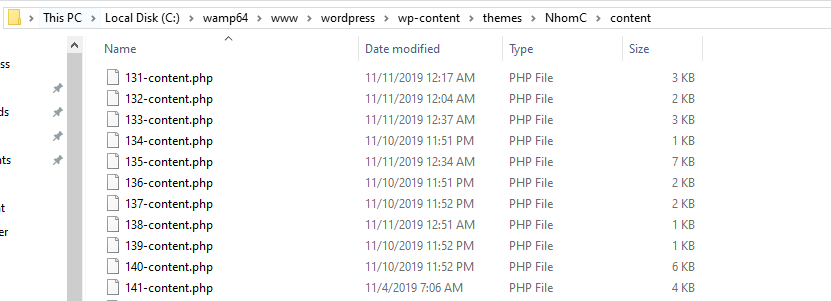 This PC > Local Disk (C:) > wamp64 > www > wordpress > wp-content > themes > NhomC > content
Name Date modified Type Size
131-content.php 11/11/2019 12:17 AM PHP File 3 KB
ss
132-content.php 11/11/2019 12:04 AM PHP File 2 KB
133-content.php 11/11/2019 12:37 AM PHP File 3 KB
ds
134-content.php 11/10/2019 11:51 PM PHP File 1 KB
135-content.php 11/11/2019 12:34 AM PHP File 7 KB
nts
136-content.php 11/10/2019 11:51 PM PHP File 2 KB
137-content.php 11/10/2019 11:52 PM PHP File 2 KB
138-content.php 11/11/2019 12:51 AM PHP File 1 KB
er
139-content.php 11/10/2019 11:52 PM PHP File 1 KB
140-content.php 11/10/2019 11:52 PM PHP File 6 KB
141-content.php 11/4/2019 7:06 AM PHP File 4 KB